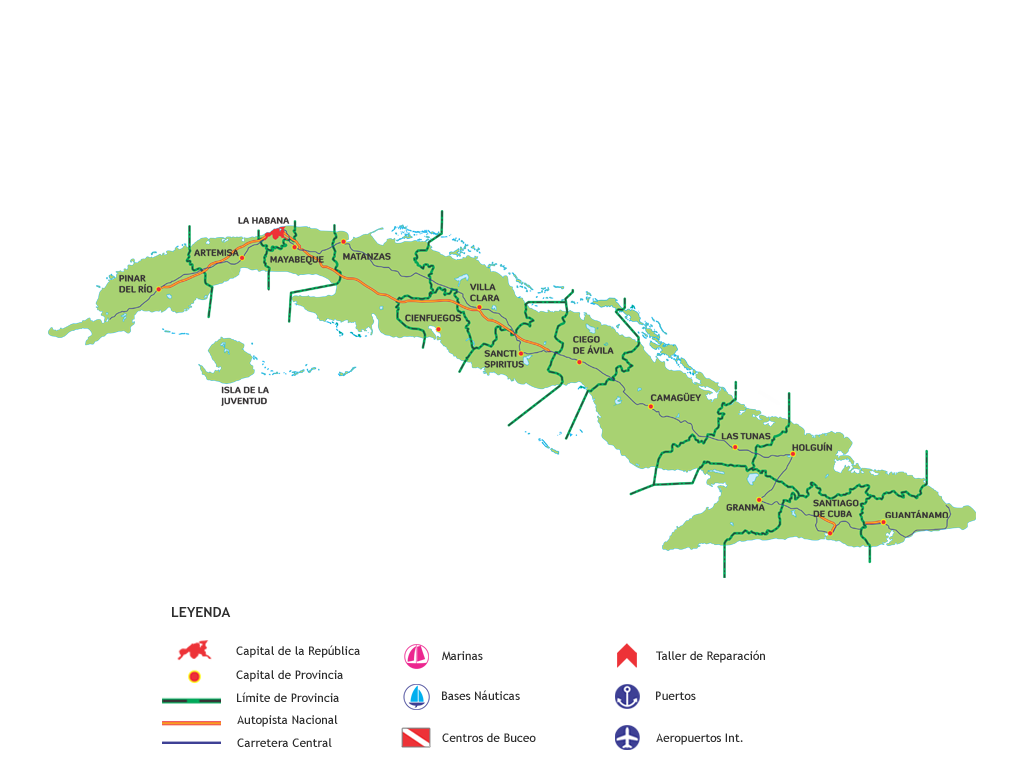 LA HABANA
ARTEMISA
MAYABEQUE
MATANZAS
PINAR
DEL RÍO
VILLA
CLARA
CIENFUEGOS
SANCTI
SPIRITUS
CIEGO
DE ÁVILA
ISLA DE LA
JUVENTUD
CAMAGÜEY
LAS TUNAS
HOLGUÍN
GRANMA
SANTIAGO
DE CUBA
GUANTÁNAMO
LEYENDA
Capital de la República
Capital de Provincia
Límite de Provincia
Autopista Nacional
Carretera Central
Marinas
Bases Náuticas
Centros de Buceo
Taller de Reparación
Puertos
Aeropuertos Int.